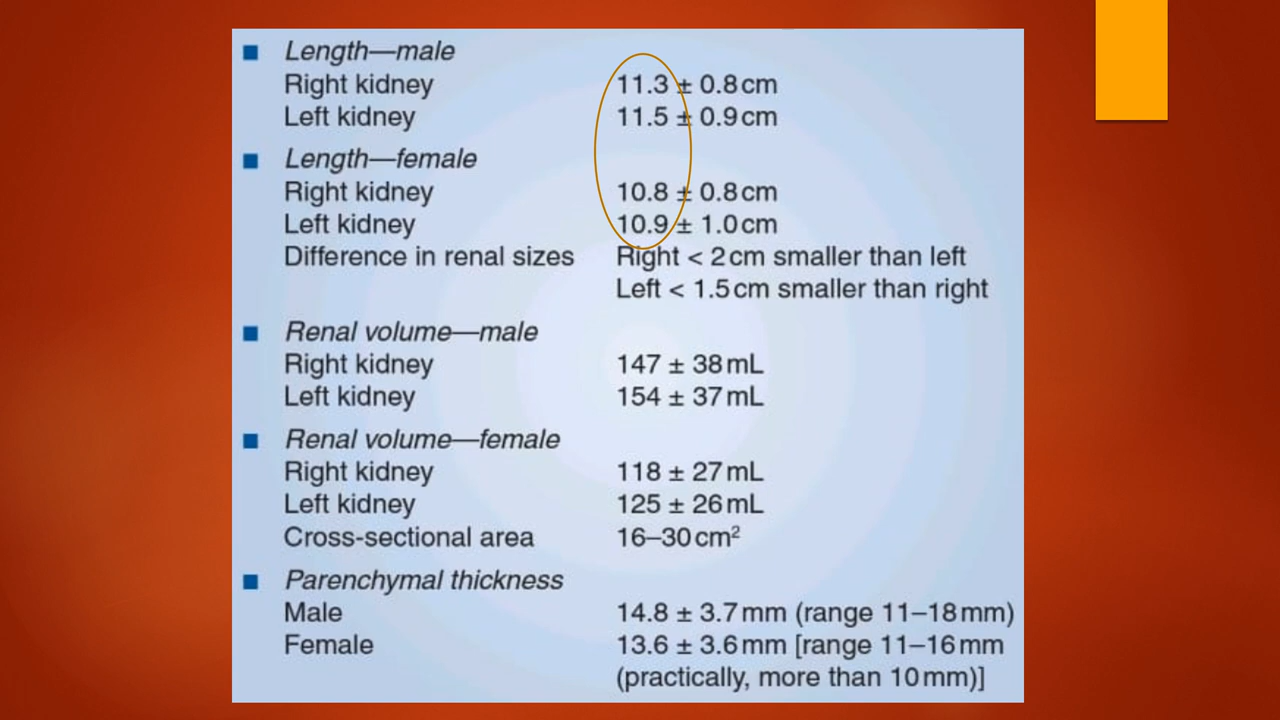 ■ Length—male
Right kidney 11.3 ± 0.8 cm
Left kidney 11.5 ± 0.9 cm
■ Length—female
Right kidney 10.8 ± 0.8 cm
Left kidney 10.9 ± 1.0 cm
Difference in renal sizes Right < 2 cm smaller than left
Left < 1.5 cm smaller than right
■ Renal volume—male
Right kidney 147 ± 38 mL
Left kidney 154 ± 37 mL
■ Renal volume—female
Right kidney 118 ± 27 mL
Left kidney 125 ± 26 mL
Cross-sectional area 16–30 cm²
■ Parenchymal thickness
Male 14.8 ± 3.7 mm (range 11–18 mm)
Female 13.6 ± 3.6 mm [range 11–16 mm
(practically, more than 10 mm)]